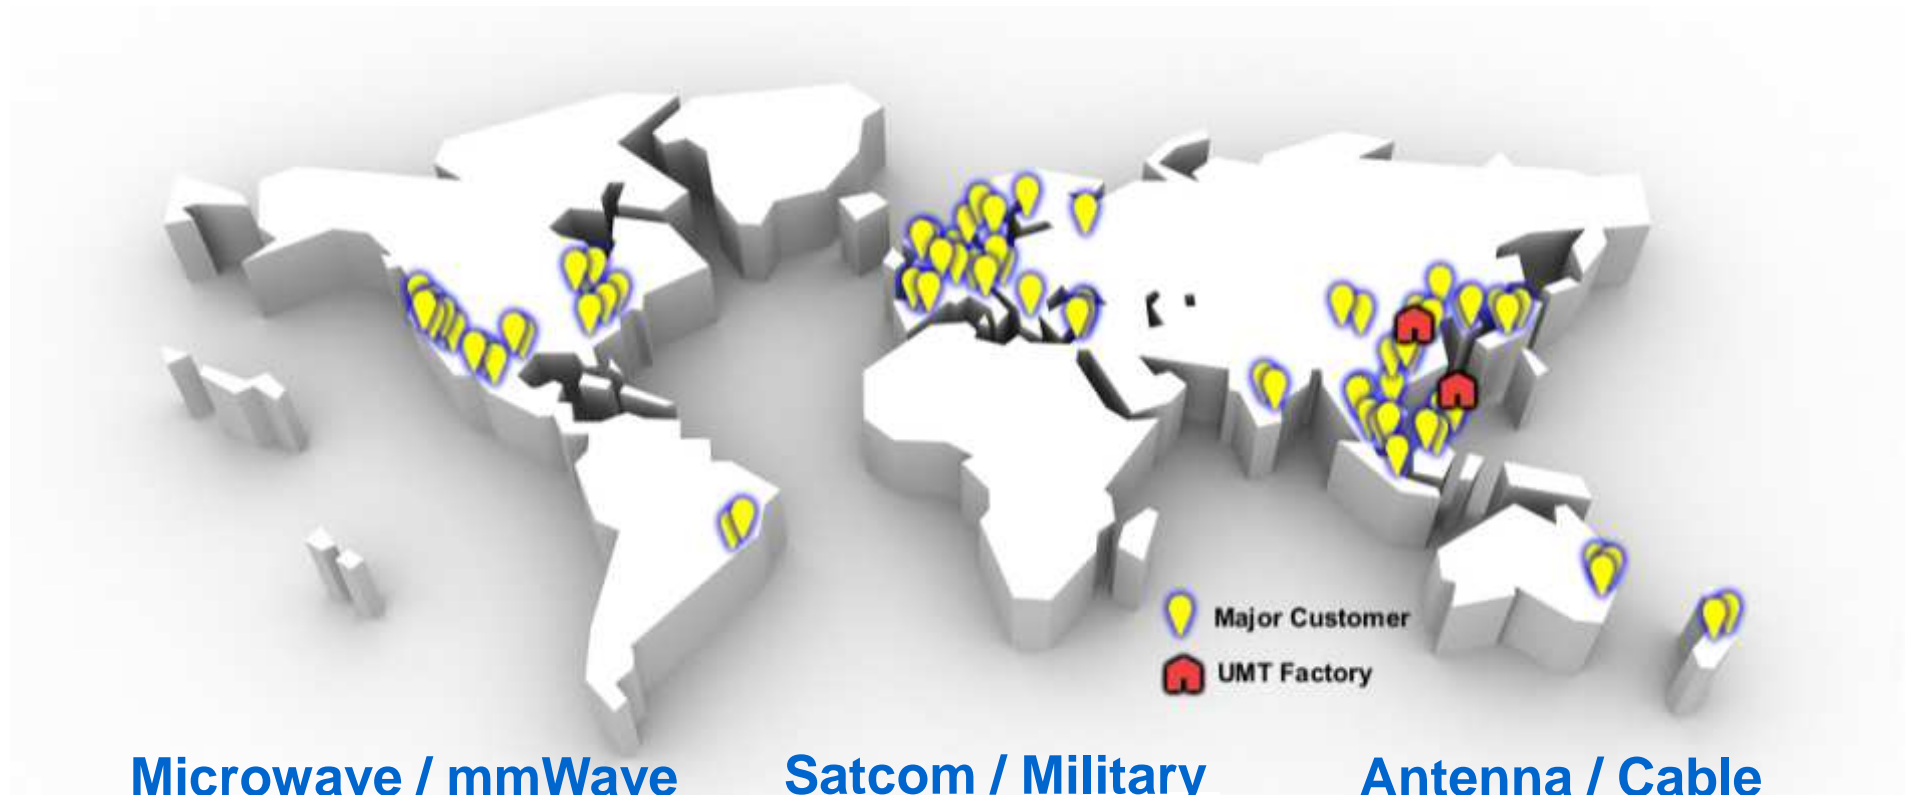 Major Customer
UMT Factory
Microwave / mmWave
Satcom / Military
Antenna / Cable